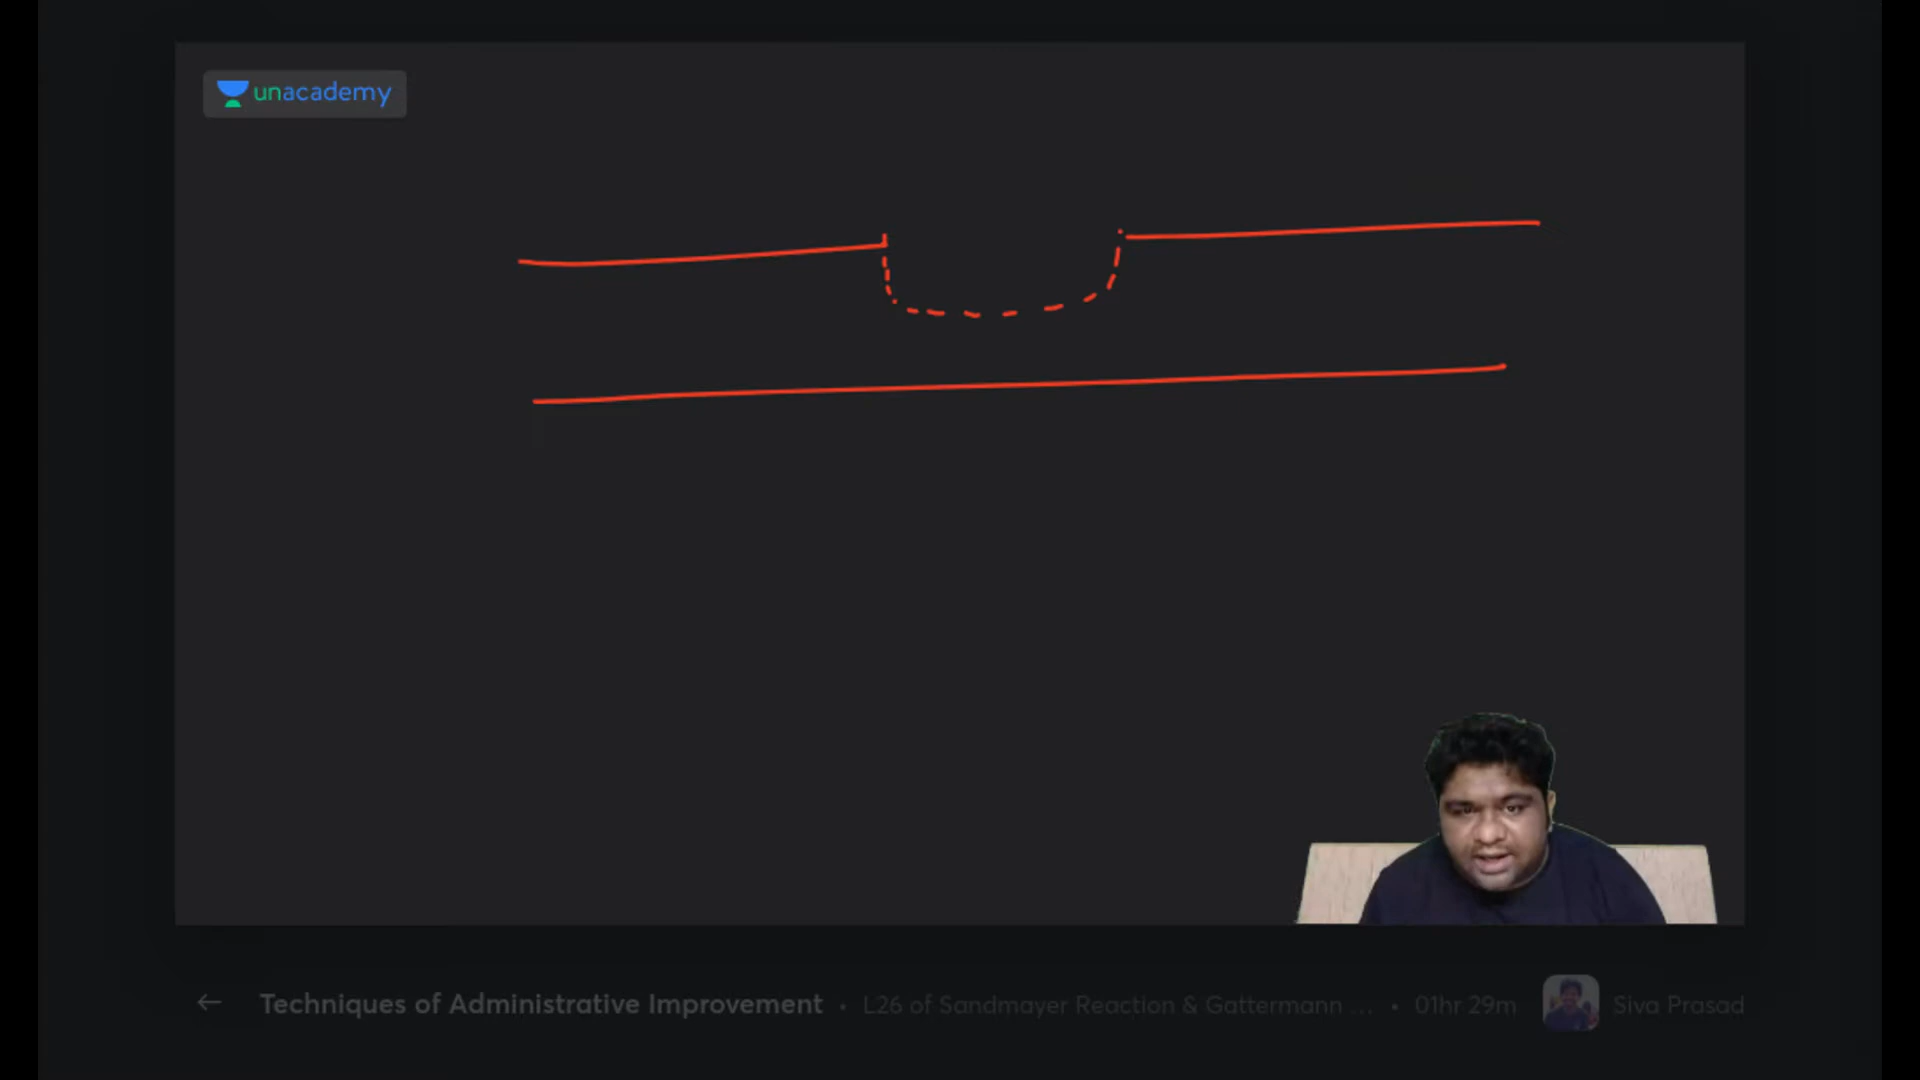 unacademy
Techniques of Administrative Improvement • L26 of Sandmayer Reaction & Gattermann ... • 01hr 29m Siva Prasad